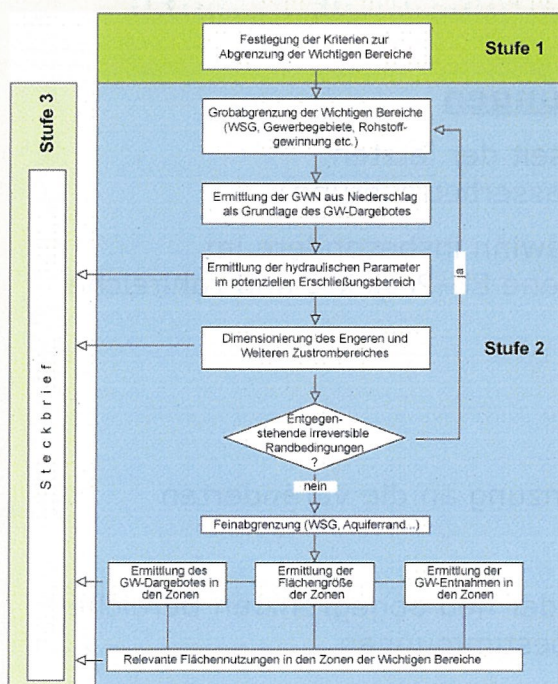 Festlegung der Kriterien zur
Abgrenzung der Wichtigen Bereiche
Stufe 1
Stufe 3
Grobabgrenzung der Wichtigen Bereiche
(WSG, Gewerbegebiete, Rohstoff-
gewinnung etc.)
Ermittlung der GWN aus Niederschlag
als Grundlage des GW-Dargebotes
ja
Ermittlung der hydraulischen Parameter
im potenziellen Erschließungsbereich
Dimensionierung des Engeren und
Weiteren Zustrombereiches
Stufe 2
Steckbrief
Entgegen-
stehende irreversible
Randbedingungen
?
nein
Feinabgrenzung (WSG, Aquiferrand...)
Ermittlung des
GW-Dargebotes in
den Zonen
Ermittlung der
Flächengröße
der Zonen
Ermittlung der
GW-Entnahmen in
den Zonen
Relevante Flächennutzungen in den Zonen der Wichtigen Bereiche